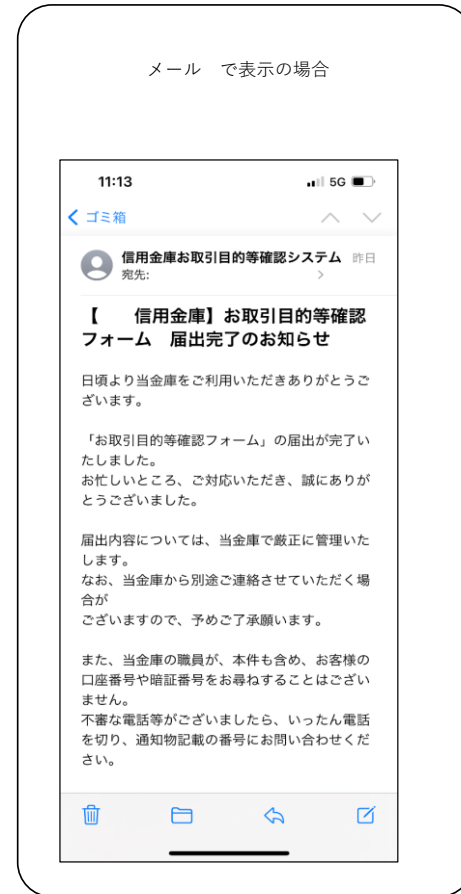 メール　で表示の場合
11:13
5G
ゴミ箱
信用金庫お取引目的等確認システム 昨日
宛先:
【　　信用金庫】お取引目的等確認
フォーム　届出完了のお知らせ
日頃より当金庫をご利用いただきありがとうご
ざいます。
「お取引目的等確認フォーム」の届出が完了い
たしました。
お忙しいところ、ご対応いただき、誠にありが
とうございました。
届出内容については、当金庫で厳正に管理いた
します。
なお、当金庫から別途ご連絡させていただく場
合が
ございますので、予めご了承願います。
また、当金庫の職員が、本件も含め、お客様の
口座番号や暗証番号をお尋ねすることはござい
ません。
不審な電話等がございましたら、いったん電話
を切り、通知物記載の番号にお問い合わせくだ
さい。